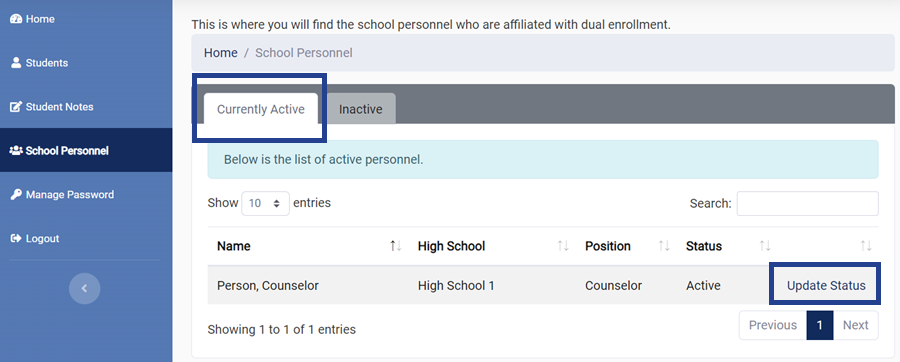 Home
Students
Student Notes
School Personnel
Manage Password
Logout
This is where you will find the school personnel who are affiliated with dual enrollment.
Home / School Personnel
Currently Active Inactive
Below is the list of active personnel.
Show 10 entries Search:
Name High School Position Status
Person, Counselor High School 1 Counselor Active Update Status
Showing 1 to 1 of 1 entries Previous 1 Next